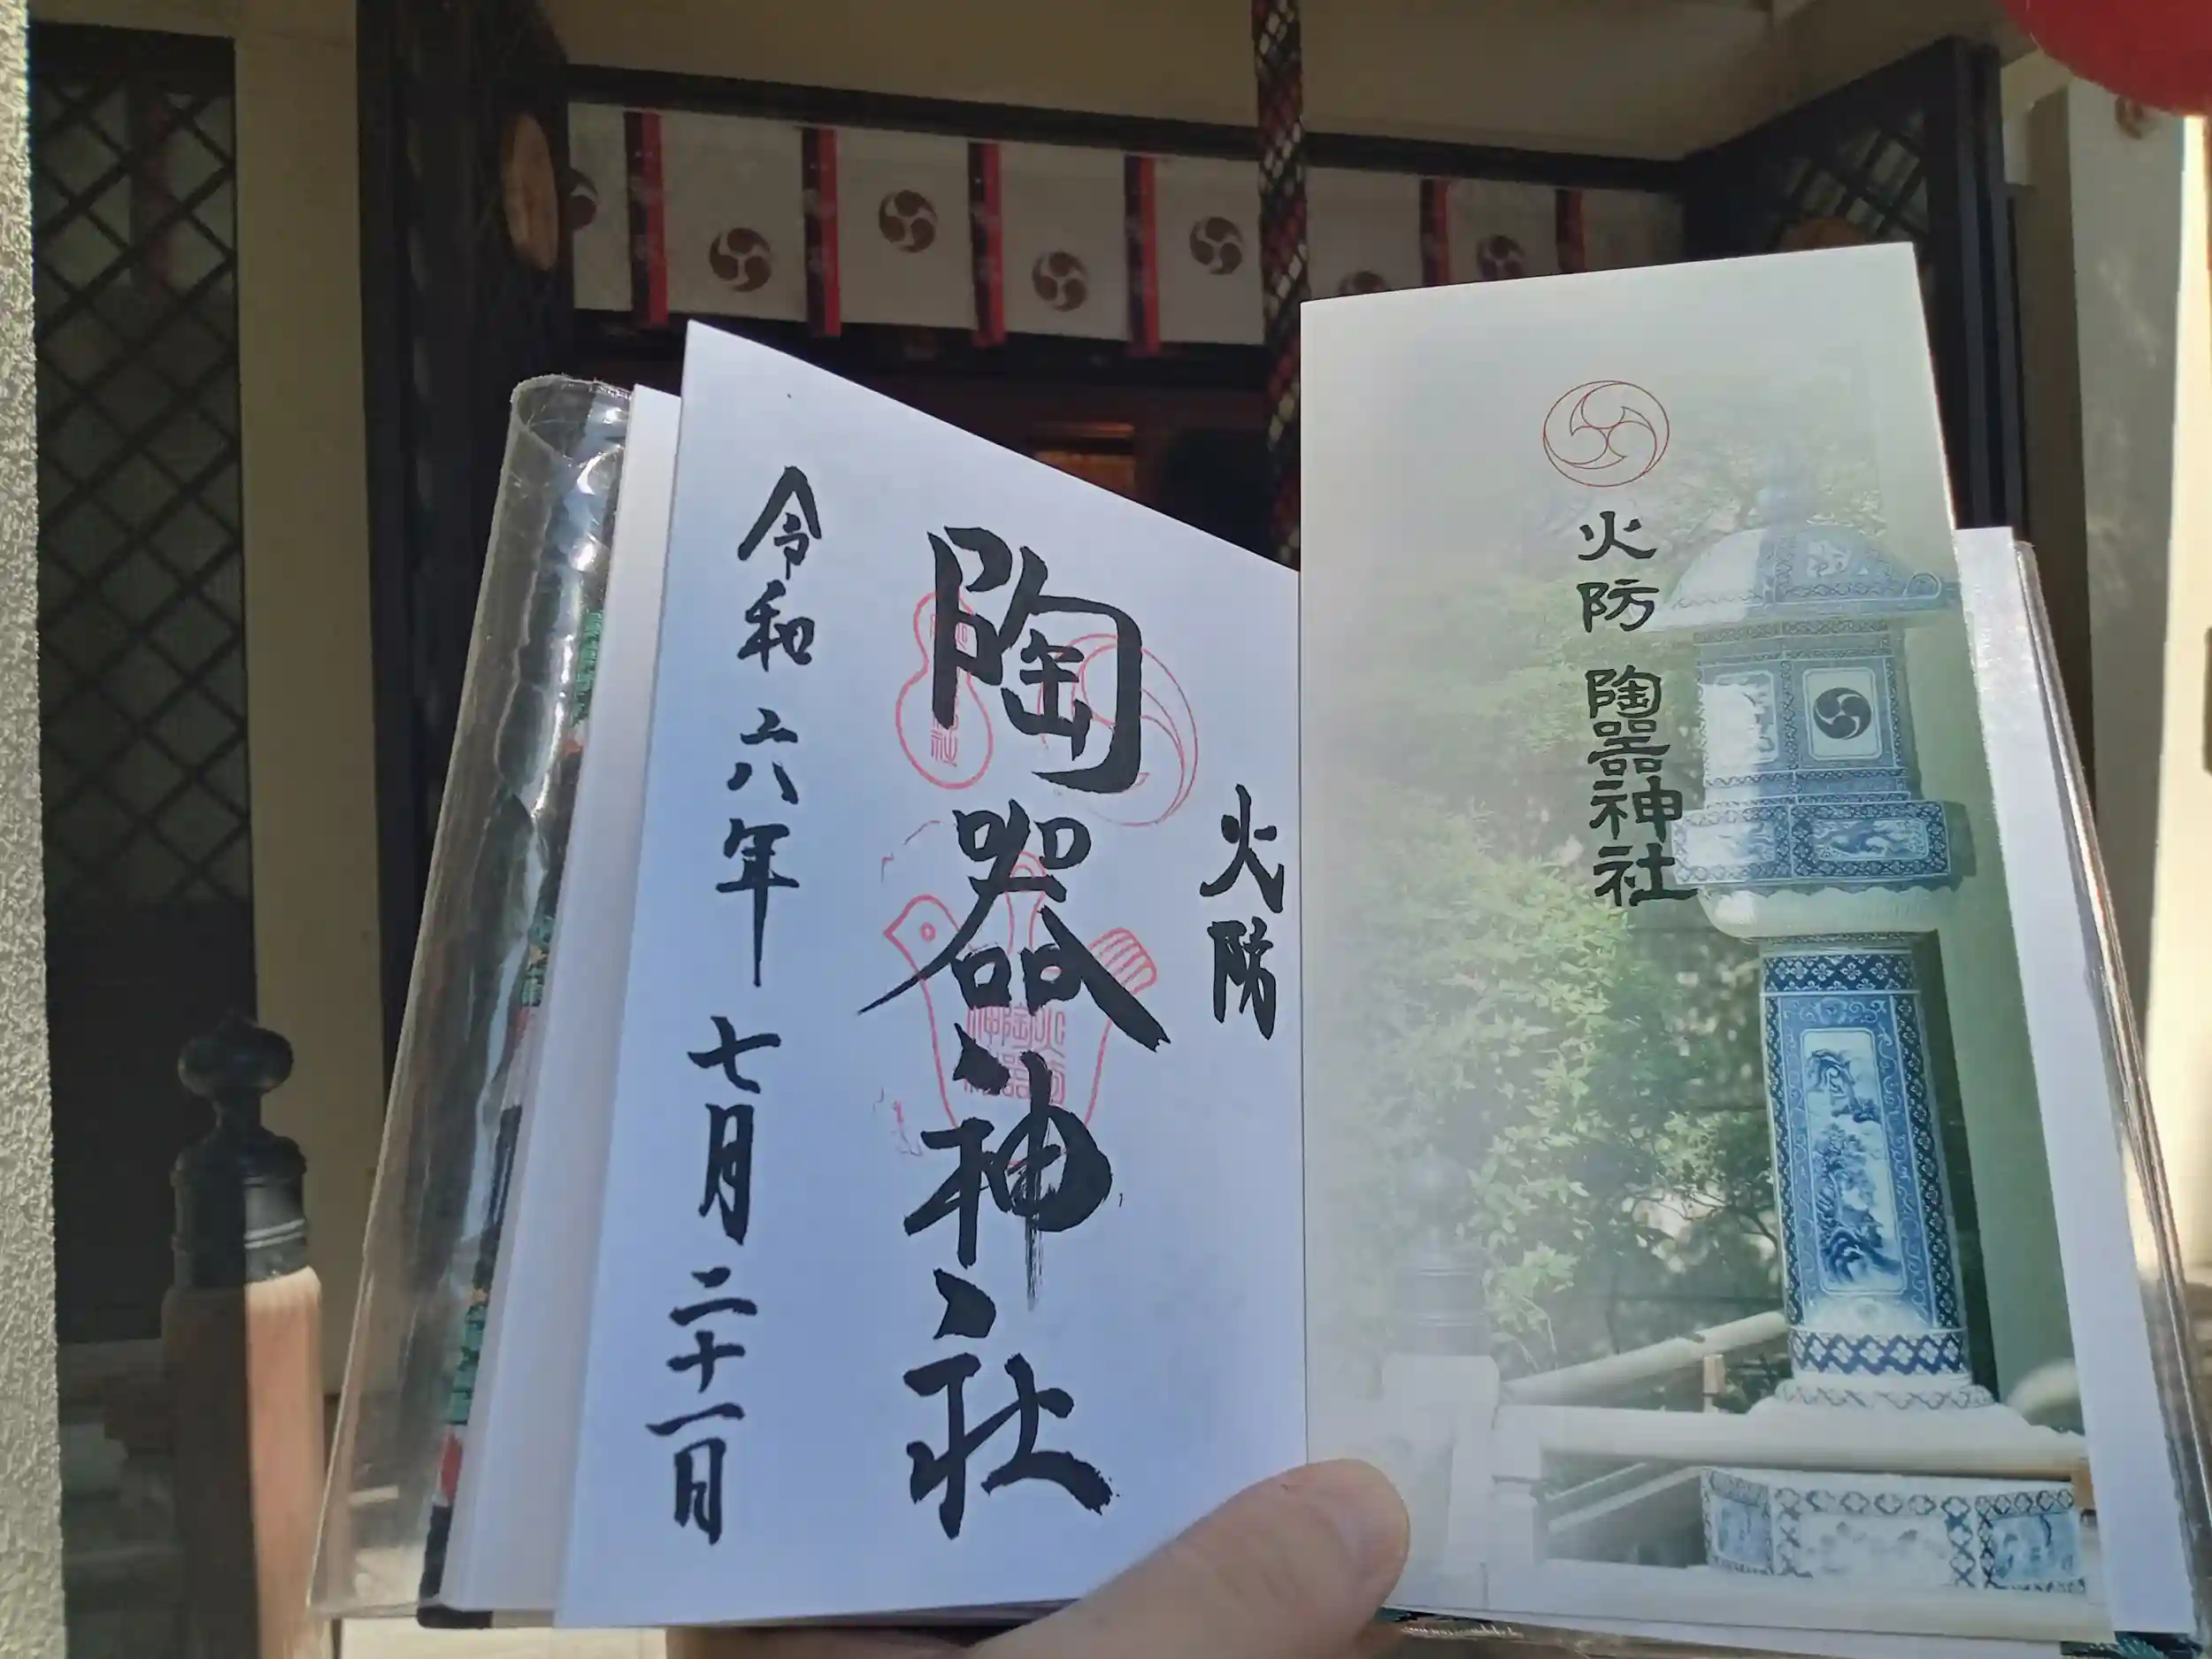 火防
陶器神社
令和六年七月二十一日
火防 陶器神社